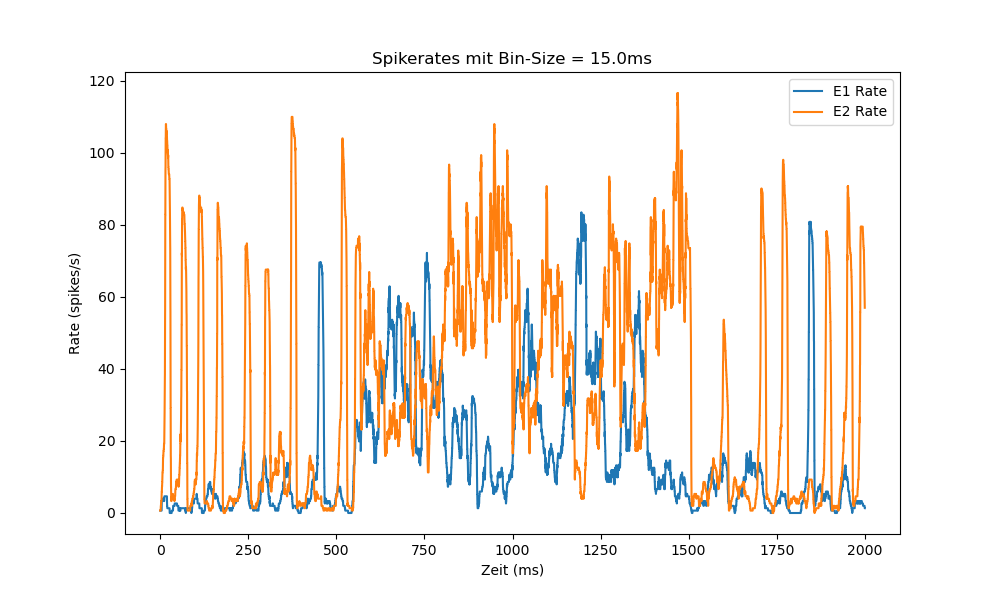 Spikerates mit Bin-Size = 15.0ms
E1 Rate
E2 Rate
Rate (spikes/s)
120
100
80
60
40
20
0
0 250 500 750 1000 1250 1500 1750 2000
Zeit (ms)